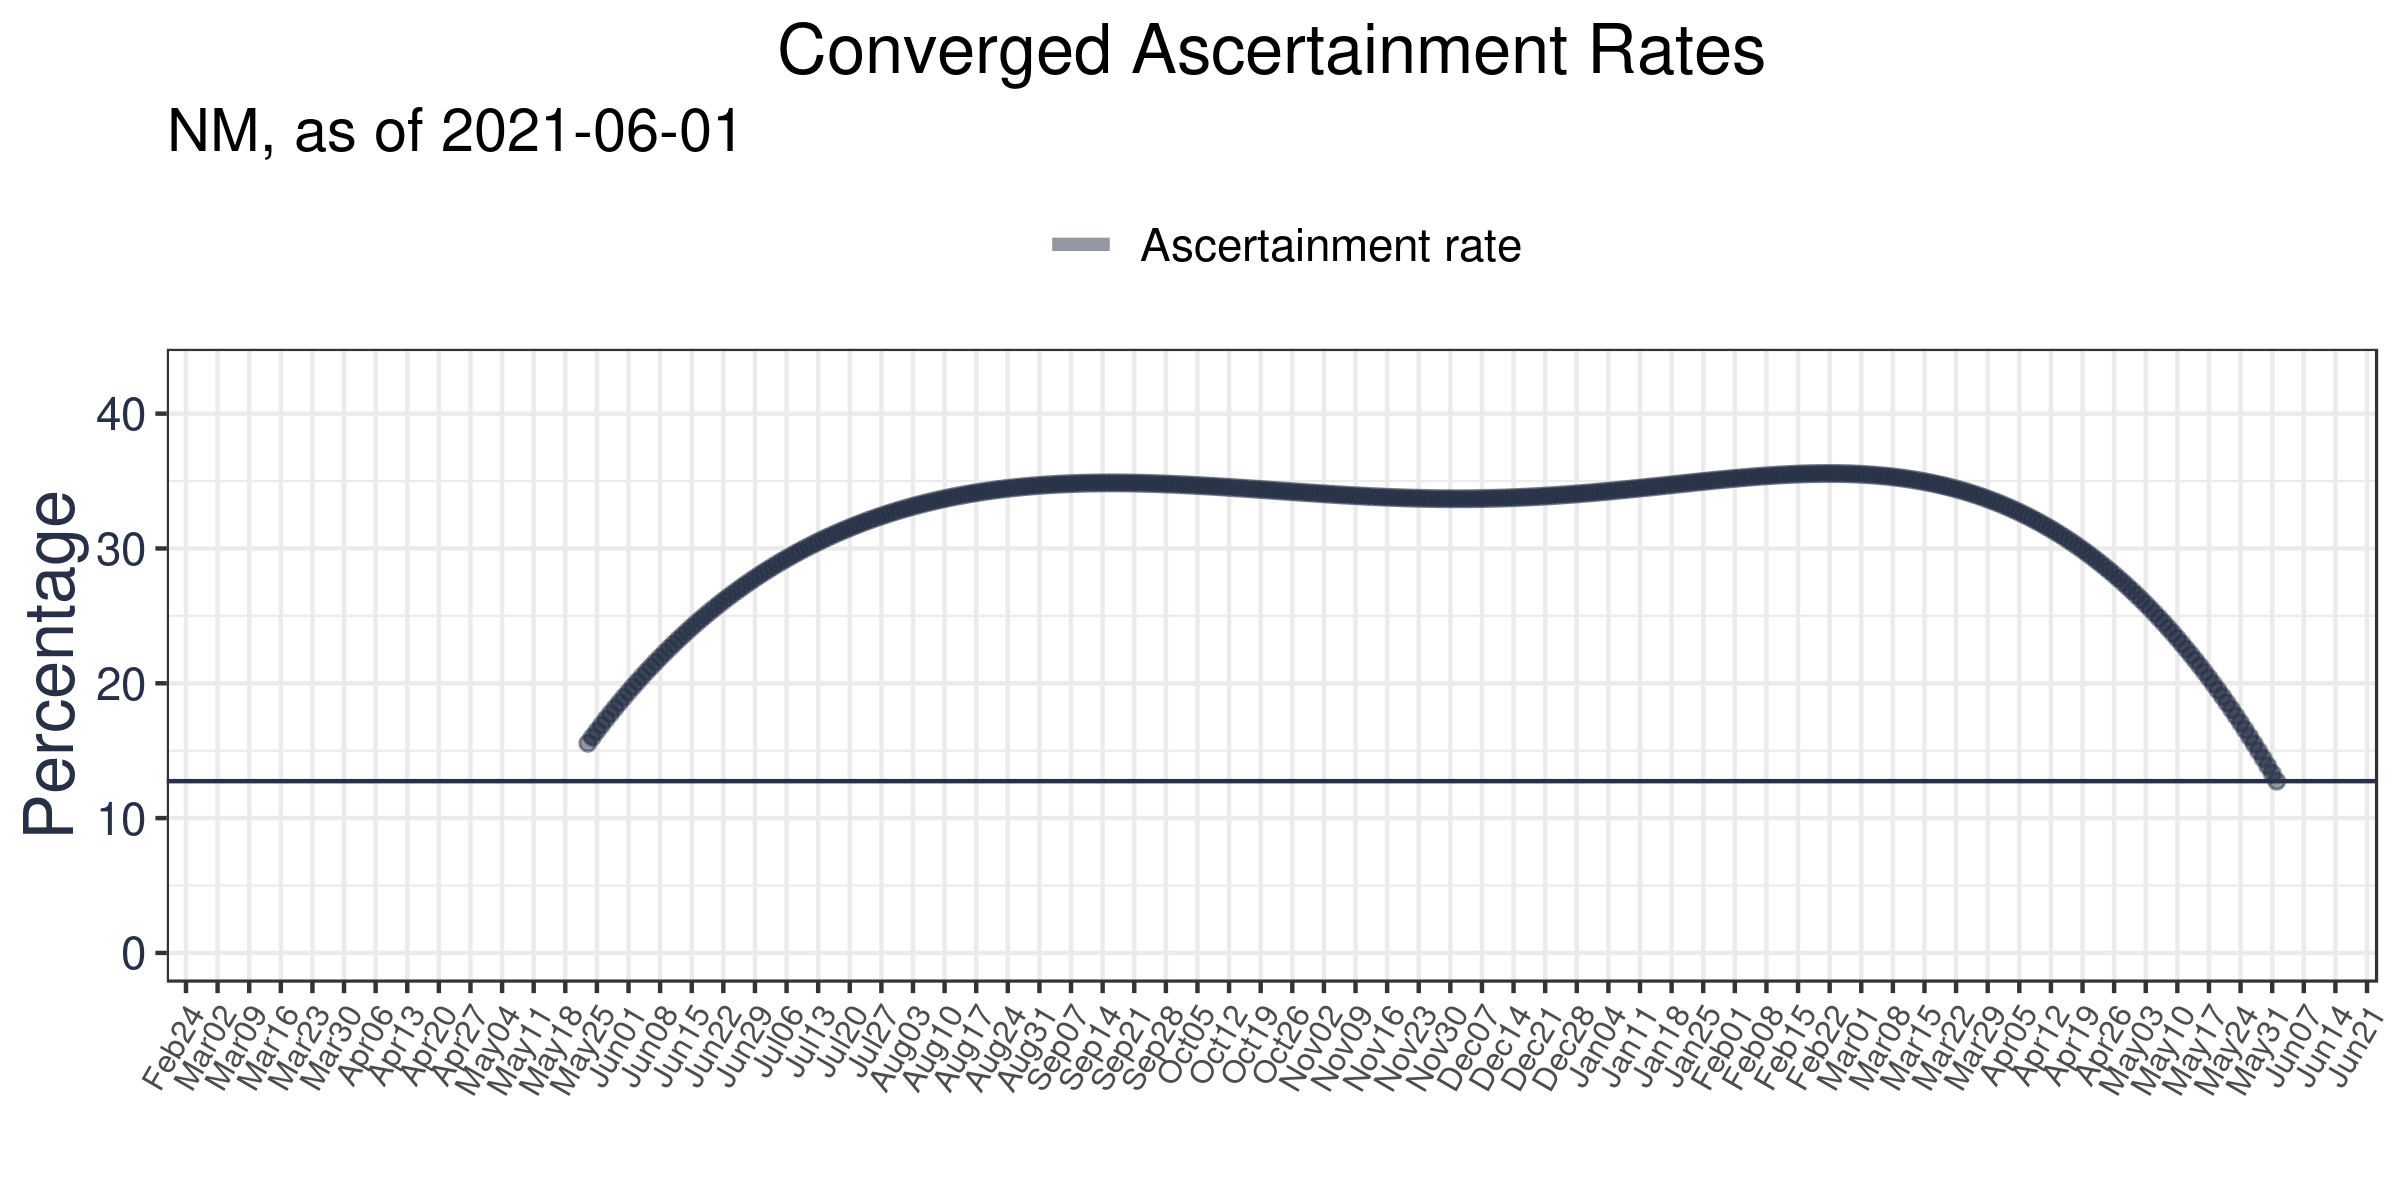 Converged Ascertainment Rates
NM, as of 2021-06-01
Ascertainment rate
Percentage
40
30
20
10
0
Feb24 Mar02 Mar09 Mar16 Mar23 Mar30 Apr06 Apr13 Apr20 Apr27 May04 May11 May18 May25 Jun01 Jun08 Jun15 Jun22 Jun29 Jul06 Jul13 Jul20 Jul27 Aug03 Aug10 Aug17 Aug24 Aug31 Sep07 Sep14 Sep21 Sep28 Oct05 Oct12 Oct19 Oct26 Nov02 Nov09 Nov16 Nov23 Nov30 Dec07 Dec14 Dec21 Dec28 Jan04 Jan11 Jan18 Jan25 Feb01 Feb08 Feb15 Feb22 Mar01 Mar08 Mar15 Mar22 Mar29 Apr05 Apr12 Apr19 Apr26 May03 May10 May17 May24 May31 Jun07 Jun14 Jun21